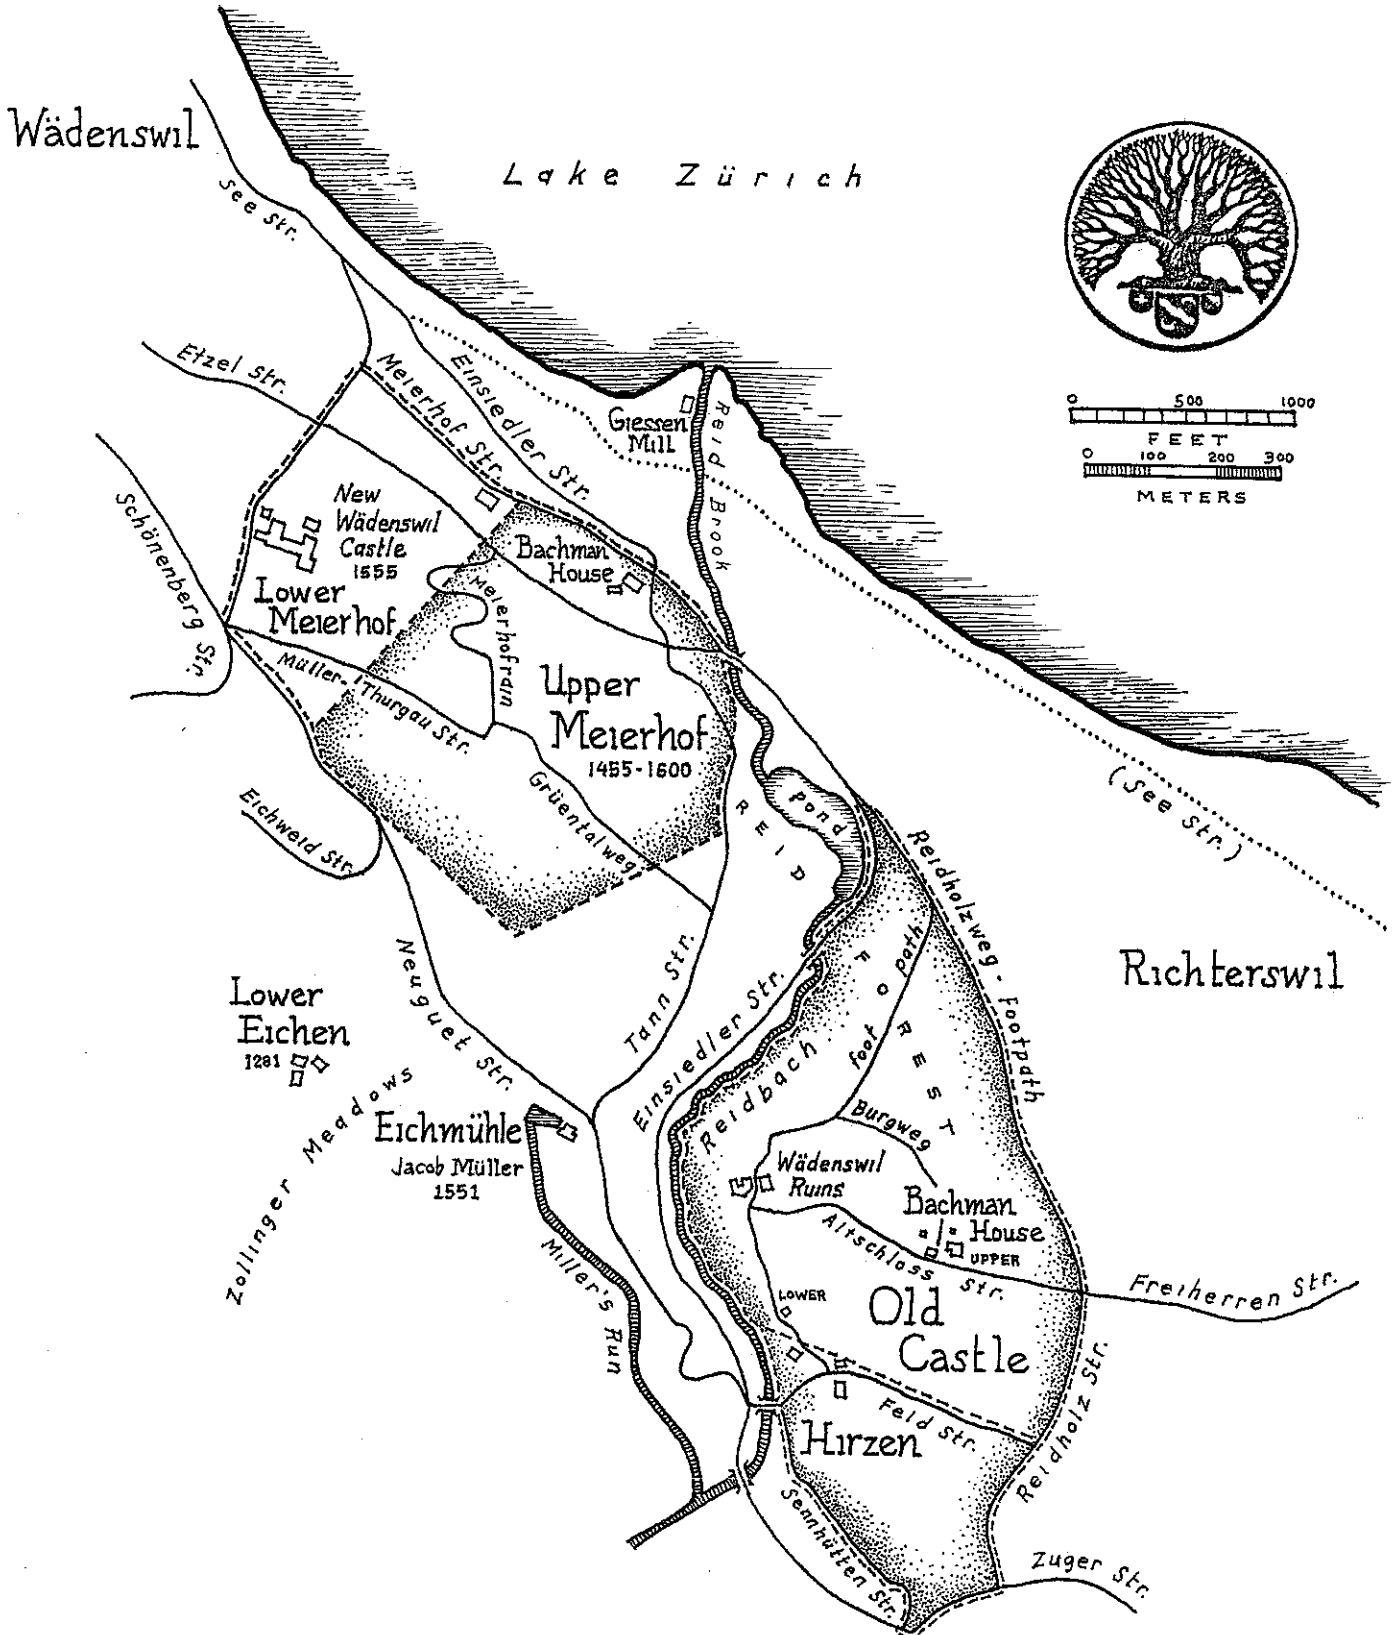 Wädenswil
Lake Zürich
See Str.
0 500 1000
FEET
0 100 200 300
METERS
Etzel Str.
Meierhof Str.
Einsiedler Str.
Giessen
Mill
Reid Brook
Schönenberg Str.
New
Wädenswil
Castle
1555
Bachman
House
Lower
Meierhof
Meierhofrain
Müller-Thurgau Str.
Upper
Meierhof
1455-1600
Grüentalweg
Eichweid Str.
REID
pond
(See Str.)
Reidholzweg - Footpath
Richterswil
Neuguet Str.
Tann Str.
Einsiedler Str.
Reidbach
FOREST
foot path
Lower
Eichen
1281
Zollinger Meadows
Eichmühle
Jacob Müller
1551
Burgweg
Wädenswil
Ruins
Bachman
House
UPPER
Altschloss Str.
Freiherren Str.
Miller's Run
LOWER
Old
Castle
Feld Str.
Hirzen
Reidholz Str.
Sennhütten Str.
Zuger Str.